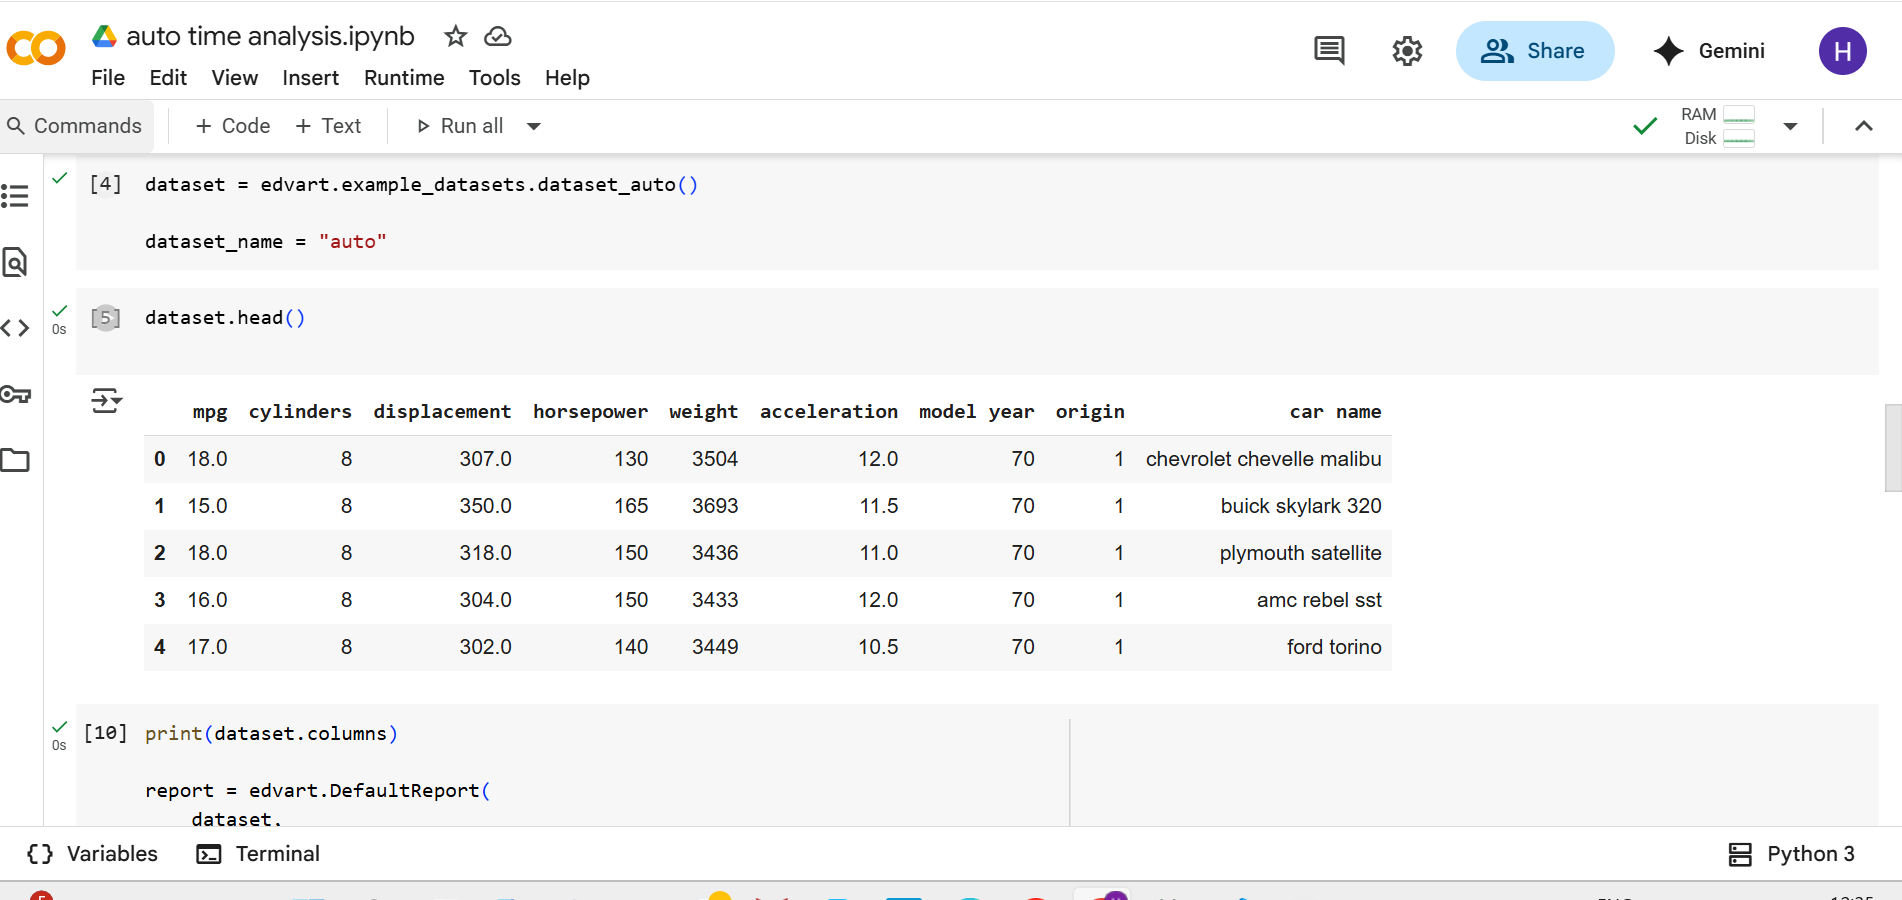 auto time analysis.ipynb
File Edit View Insert Runtime Tools Help
Share
Gemini
H
Commands
+ Code + Text
Run all
RAM
Disk
[4] dataset = edvart.example_datasets.dataset_auto()
dataset_name = "auto"
0s
[5] dataset.head()
mpg cylinders displacement horsepower weight acceleration model year origin car name
0 18.0 8 307.0 130 3504 12.0 70 1 chevrolet chevelle malibu
1 15.0 8 350.0 165 3693 11.5 70 1 buick skylark 320
2 18.0 8 318.0 150 3436 11.0 70 1 plymouth satellite
3 16.0 8 304.0 150 3433 12.0 70 1 amc rebel sst
4 17.0 8 302.0 140 3449 10.5 70 1 ford torino
0s
[10] print(dataset.columns)
report = edvart.DefaultReport(
dataset,
Variables
Terminal
Python 3